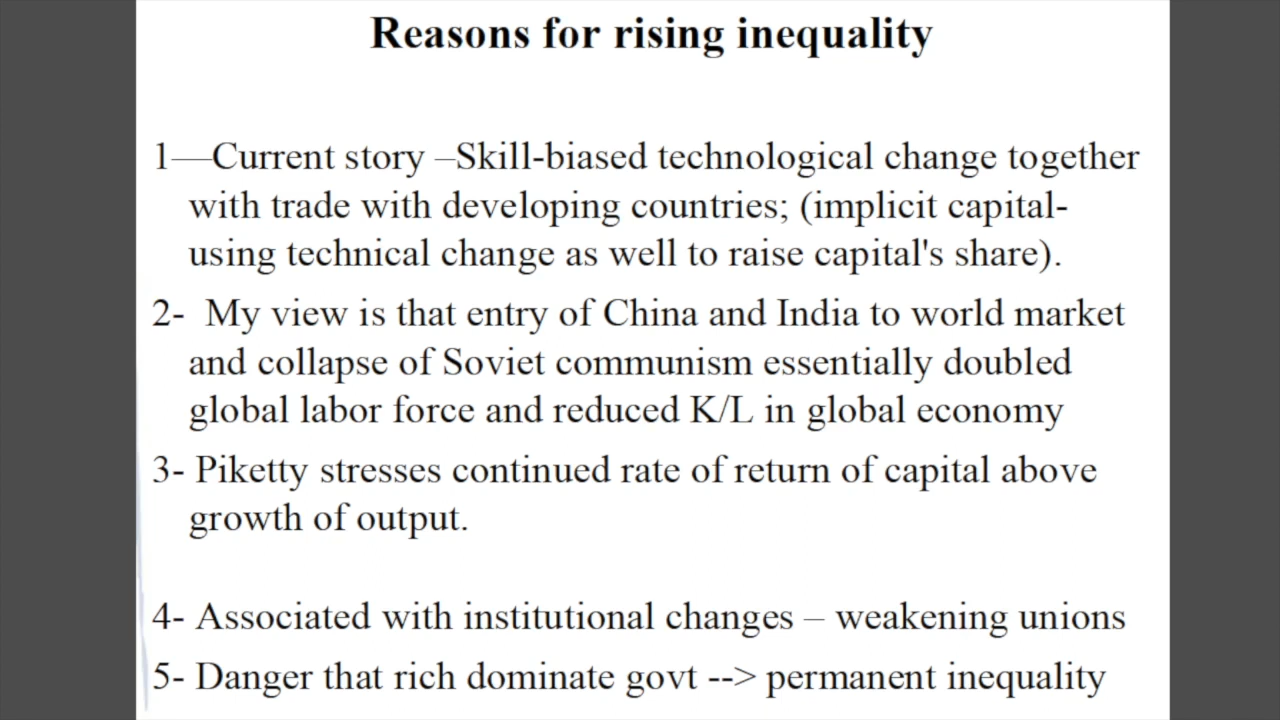 Reasons for rising inequality
1—Current story –Skill-biased technological change together
with trade with developing countries; (implicit capital-
using technical change as well to raise capital's share).
2- My view is that entry of China and India to world market
and collapse of Soviet communism essentially doubled
global labor force and reduced K/L in global economy
3- Piketty stresses continued rate of return of capital above
growth of output.
4- Associated with institutional changes – weakening unions
5- Danger that rich dominate govt --> permanent inequality